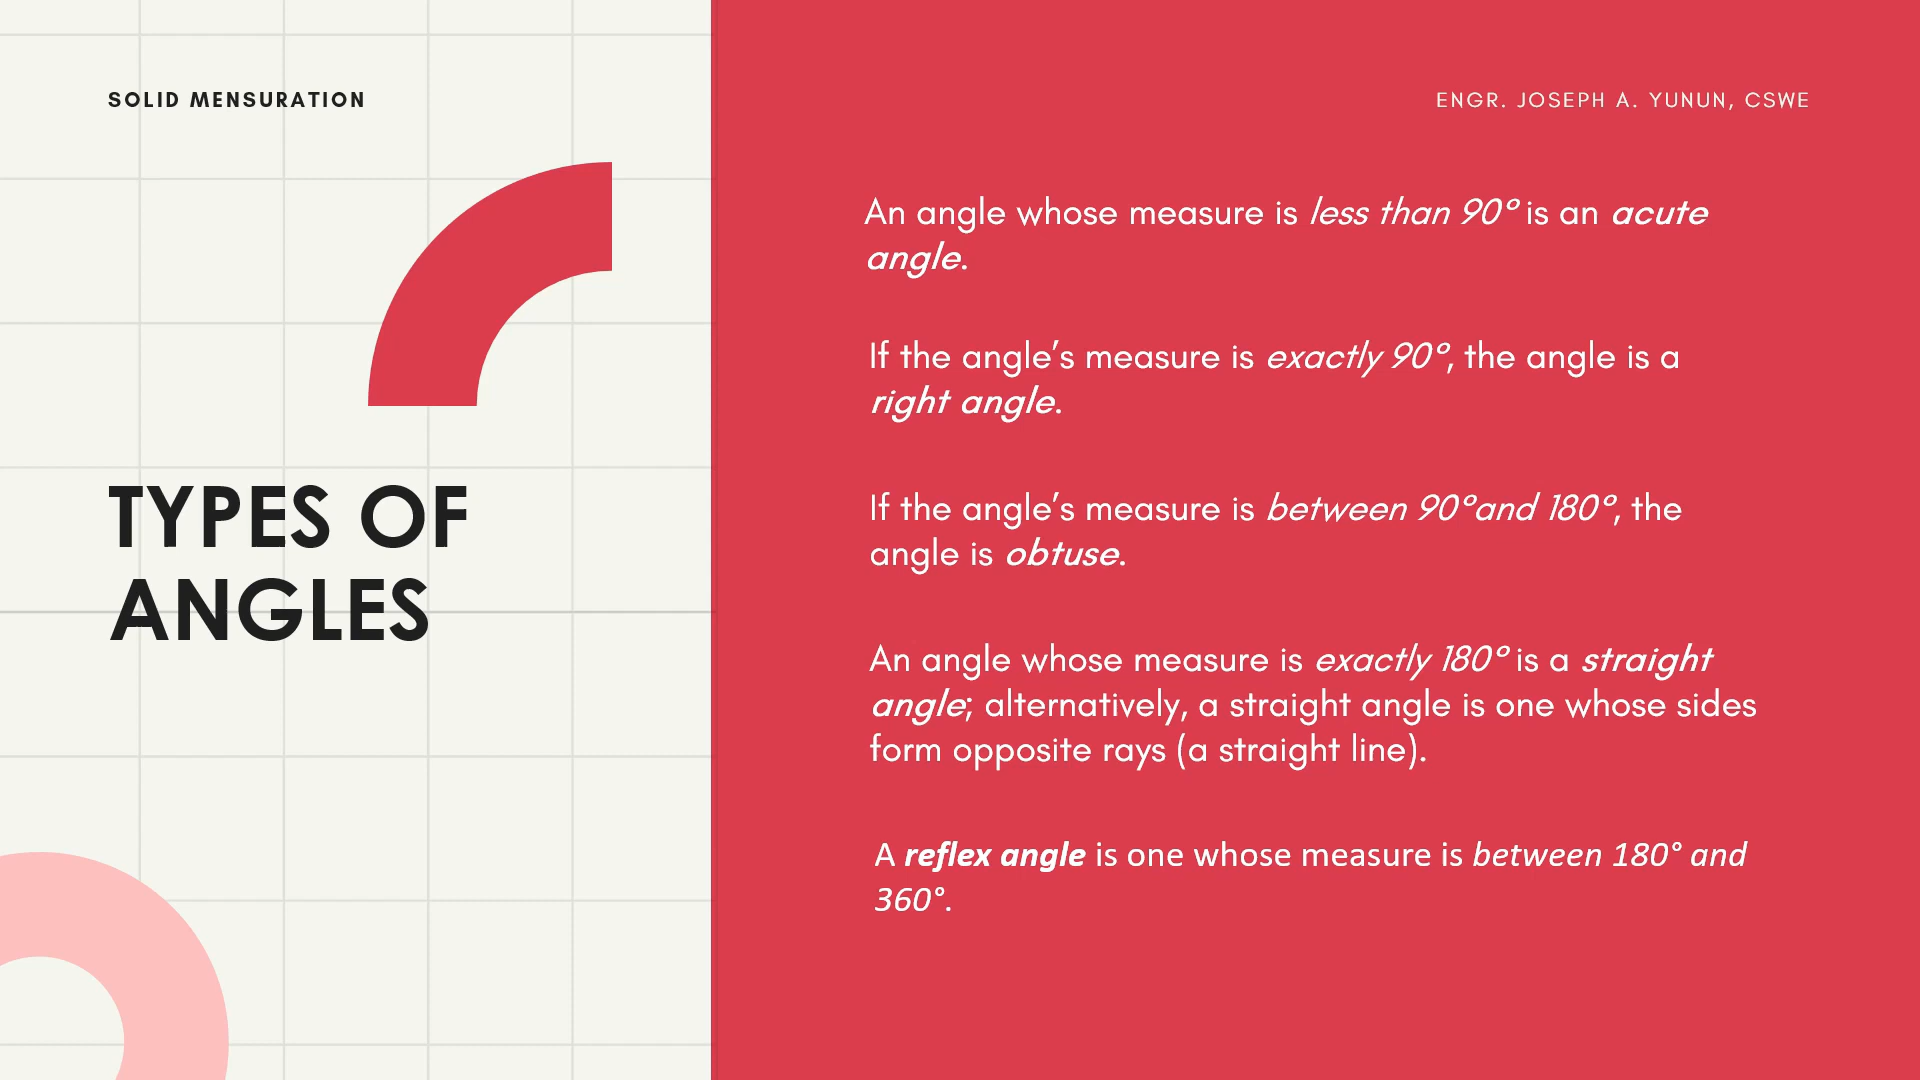 SOLID MENSURATION
ENGR. JOSEPH A. YUNUN, CSWE
TYPES OF
ANGLES
An angle whose measure is less than 90° is an acute
angle.
If the angle’s measure is exactly 90°, the angle is a
right angle.
If the angle’s measure is between 90°and 180°, the
angle is obtuse.
An angle whose measure is exactly 180° is a straight
angle; alternatively, a straight angle is one whose sides
form opposite rays (a straight line).
A reflex angle is one whose measure is between 180° and
360°.